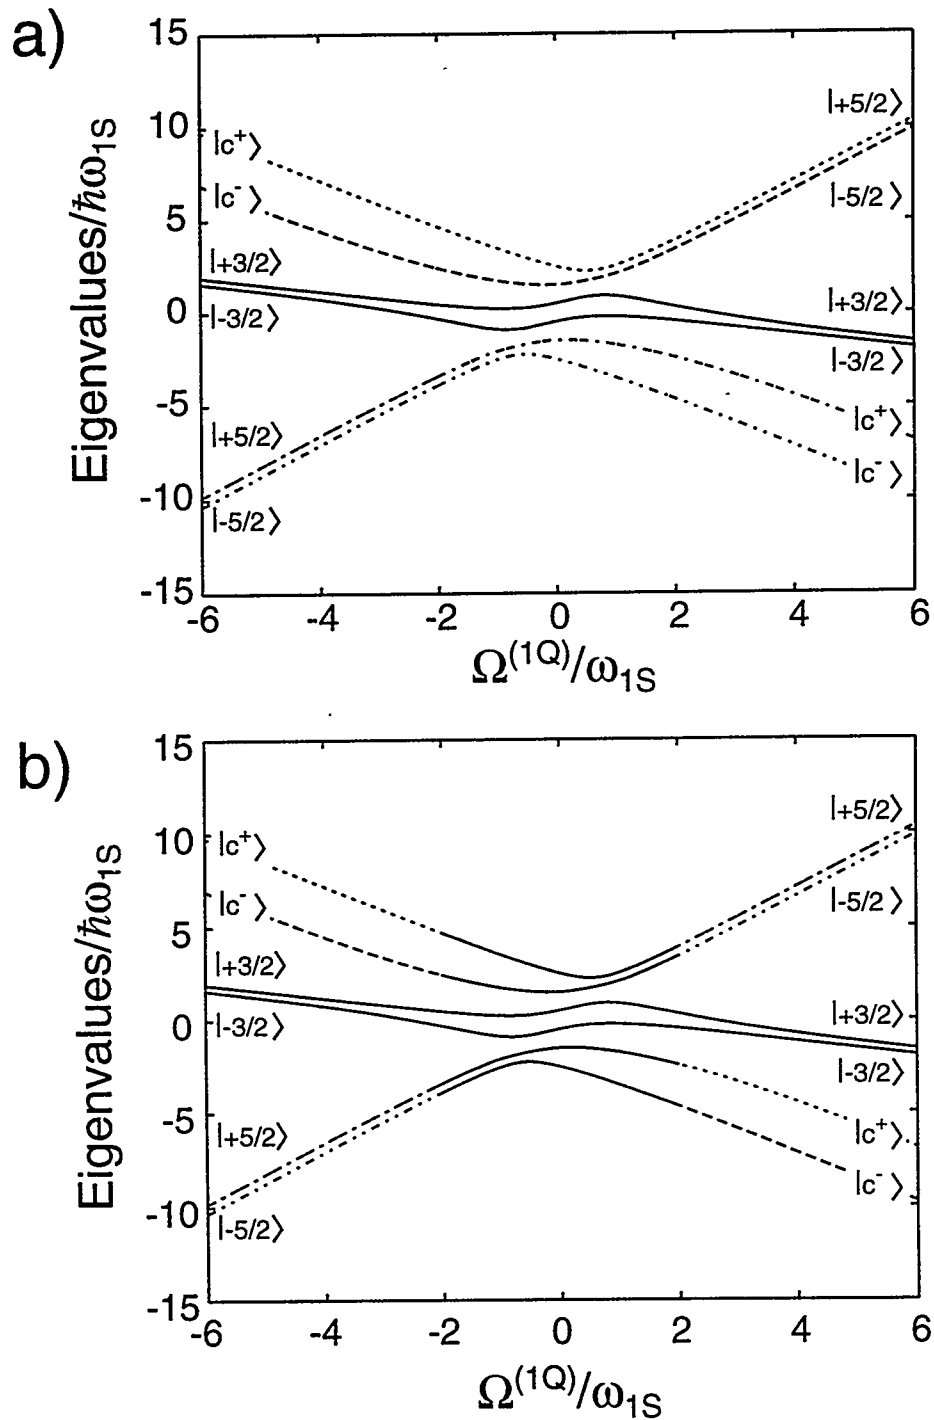 a)
15
10
5
0
-5
-10
-15
Eigenvalues/ħω1S
|c+⟩
|c-⟩
|+3/2⟩
|-3/2⟩
|+5/2⟩
|-5/2⟩
|+5/2⟩
|-5/2⟩
|+3/2⟩
|-3/2⟩
|c+⟩
|c-⟩
-6 -4 -2 0 2 4 6
Ω(1Q)/ω1S
b)
15
10
5
0
-5
-10
-15
Eigenvalues/ħω1S
|c+⟩
|c-⟩
|+3/2⟩
|-3/2⟩
|+5/2⟩
|-5/2⟩
|+5/2⟩
|-5/2⟩
|+3/2⟩
|-3/2⟩
|c+⟩
|c-⟩
-6 -4 -2 0 2 4 6
Ω(1Q)/ω1S